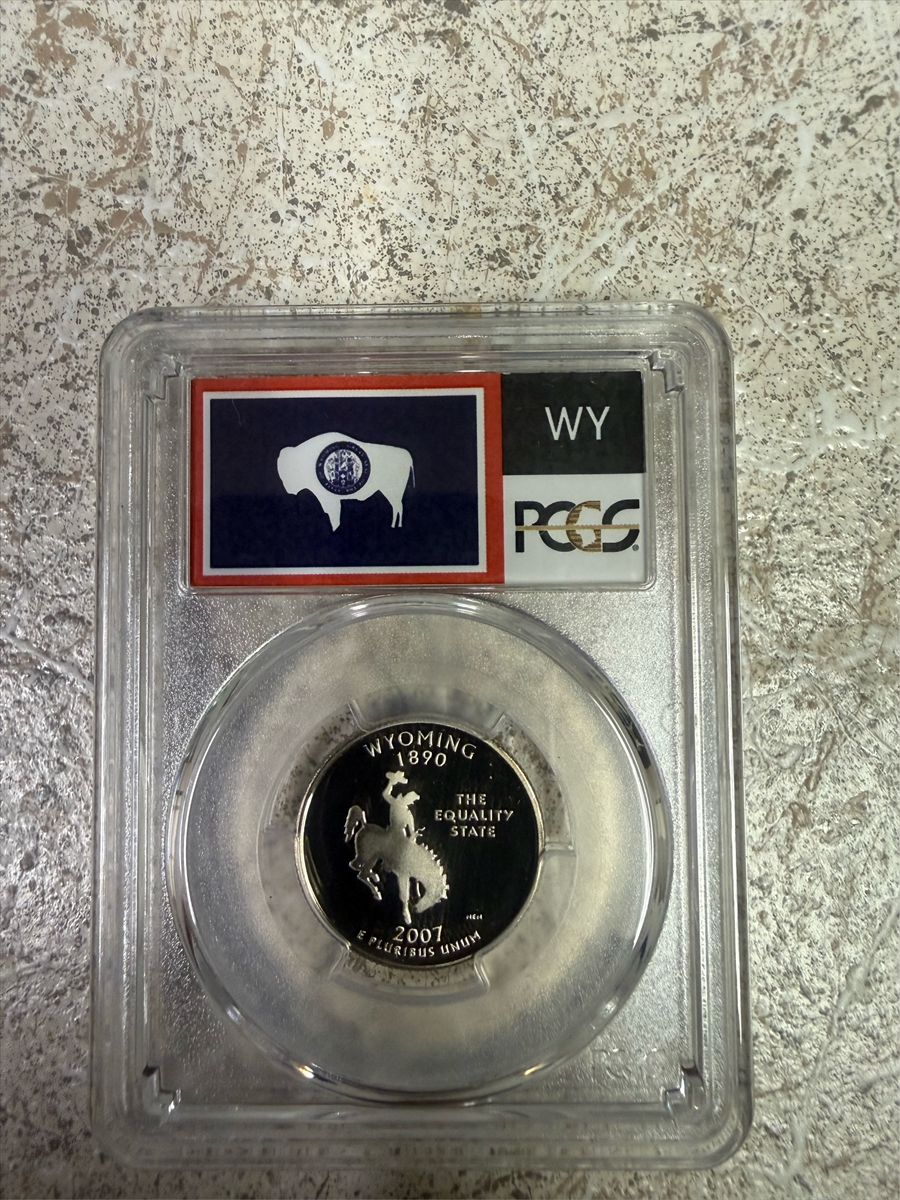 WY
PCGS
WYOMING
1890
THE
EQUALITY
STATE
2007
E PLURIBUS UNUM